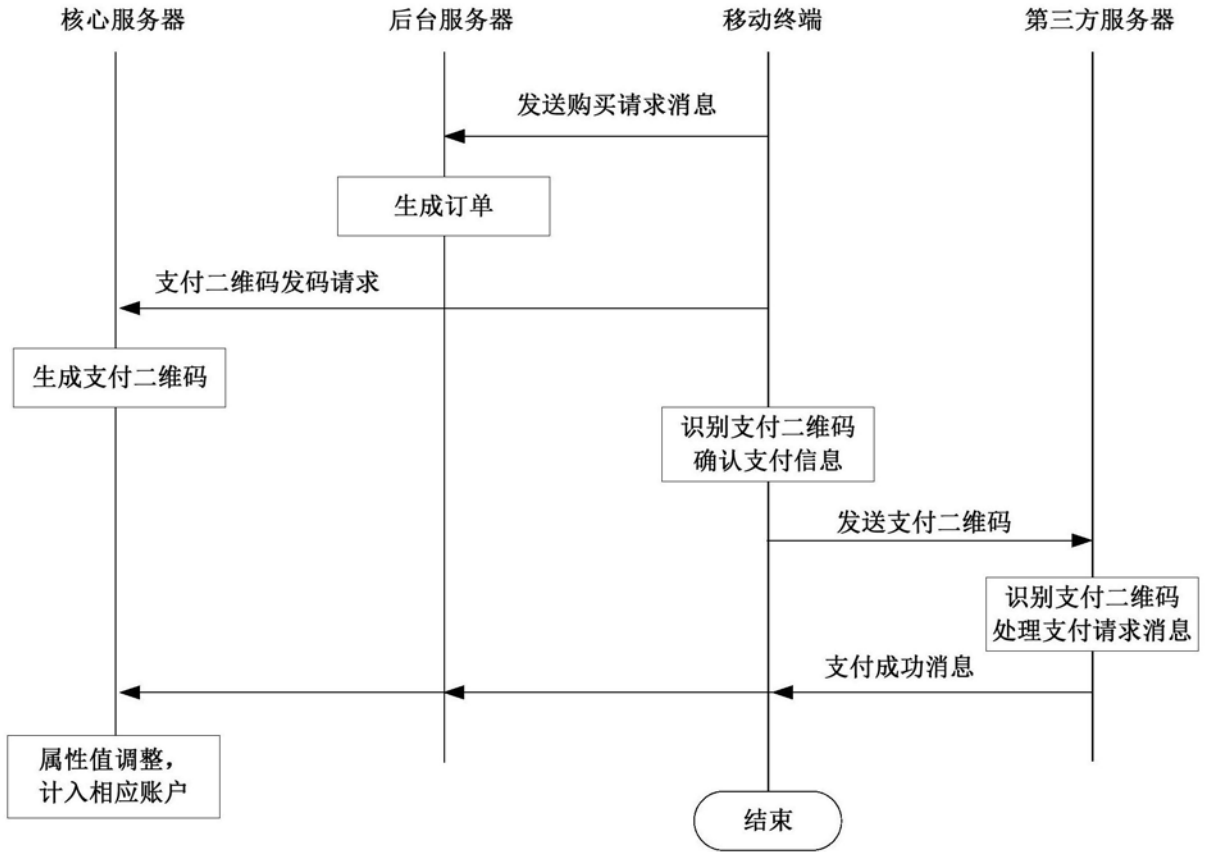 核心服务器
后台服务器
移动终端
第三方服务器
发送购买请求消息
生成订单
支付二维码发码请求
生成支付二维码
识别支付二维码
确认支付信息
发送支付二维码
识别支付二维码
处理支付请求消息
支付成功消息
属性值调整，
计入相应账户
结束